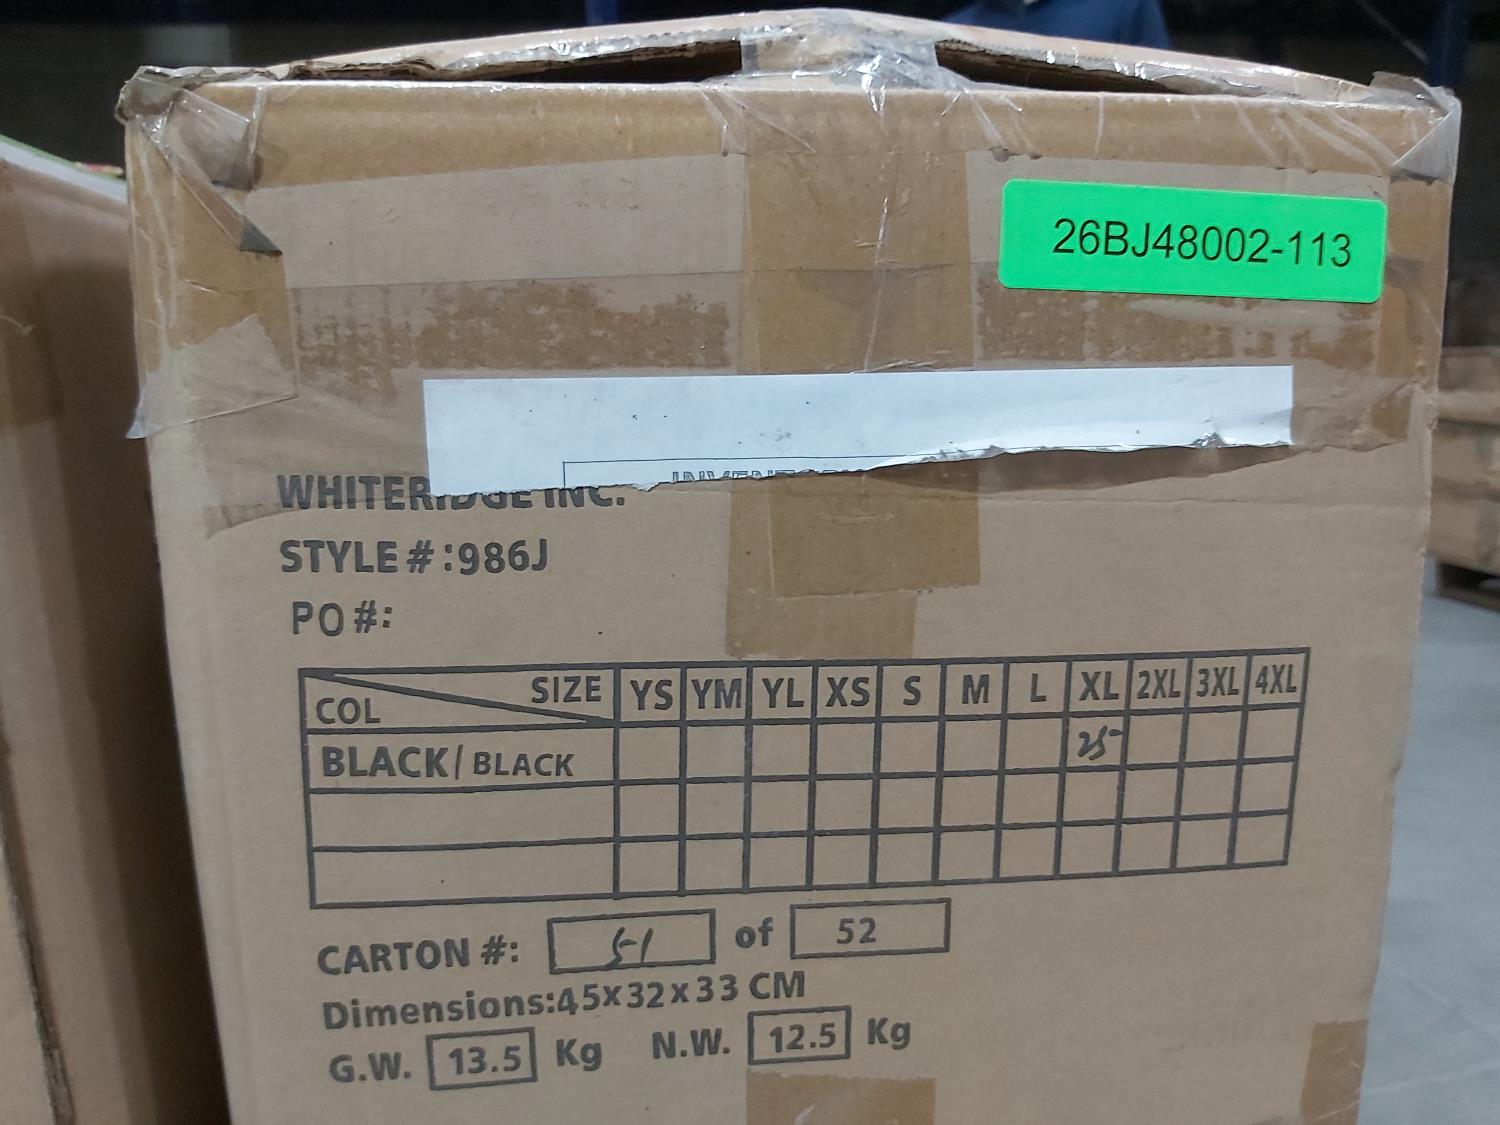 26BJ48002-113
WHITERIDGE INC.
STYLE #:986J
PO #:
COL SIZE YS YM YL XS S M L XL 2XL 3XL 4XL
BLACK/BLACK 25
CARTON #: 51 of 52
Dimensions:45x32x33 CM
G.W. 13.5 Kg N.W. 12.5 Kg